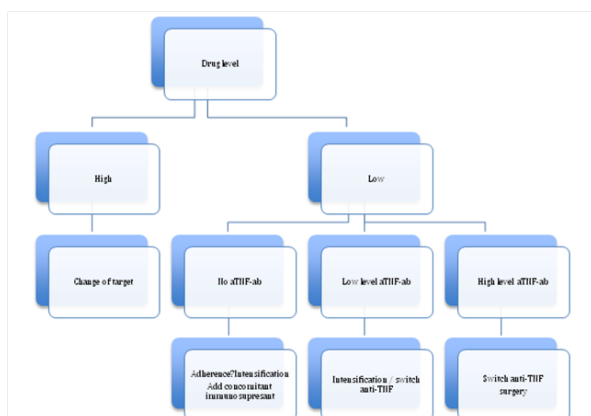 Drug level
High
Low
Change of target
No aTNF-ab
Low level aTNF-ab
High level aTNF-ab
Adherence?Intensification
Add concomitant
immunosupresant
Intensification / switch
anti-TNF
Switch anti-TNF
surgery